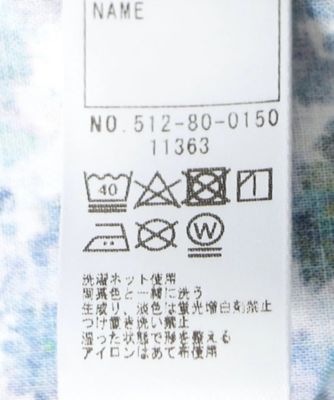 NAME
NO. 512-80-0150
11363
40
W
洗濯ネット使用
同系色と一緒に洗う
生成り、淡色は蛍光増白剤禁止
つけ置き洗い禁止
湿った状態で形を整える
アイロンはあて布使用